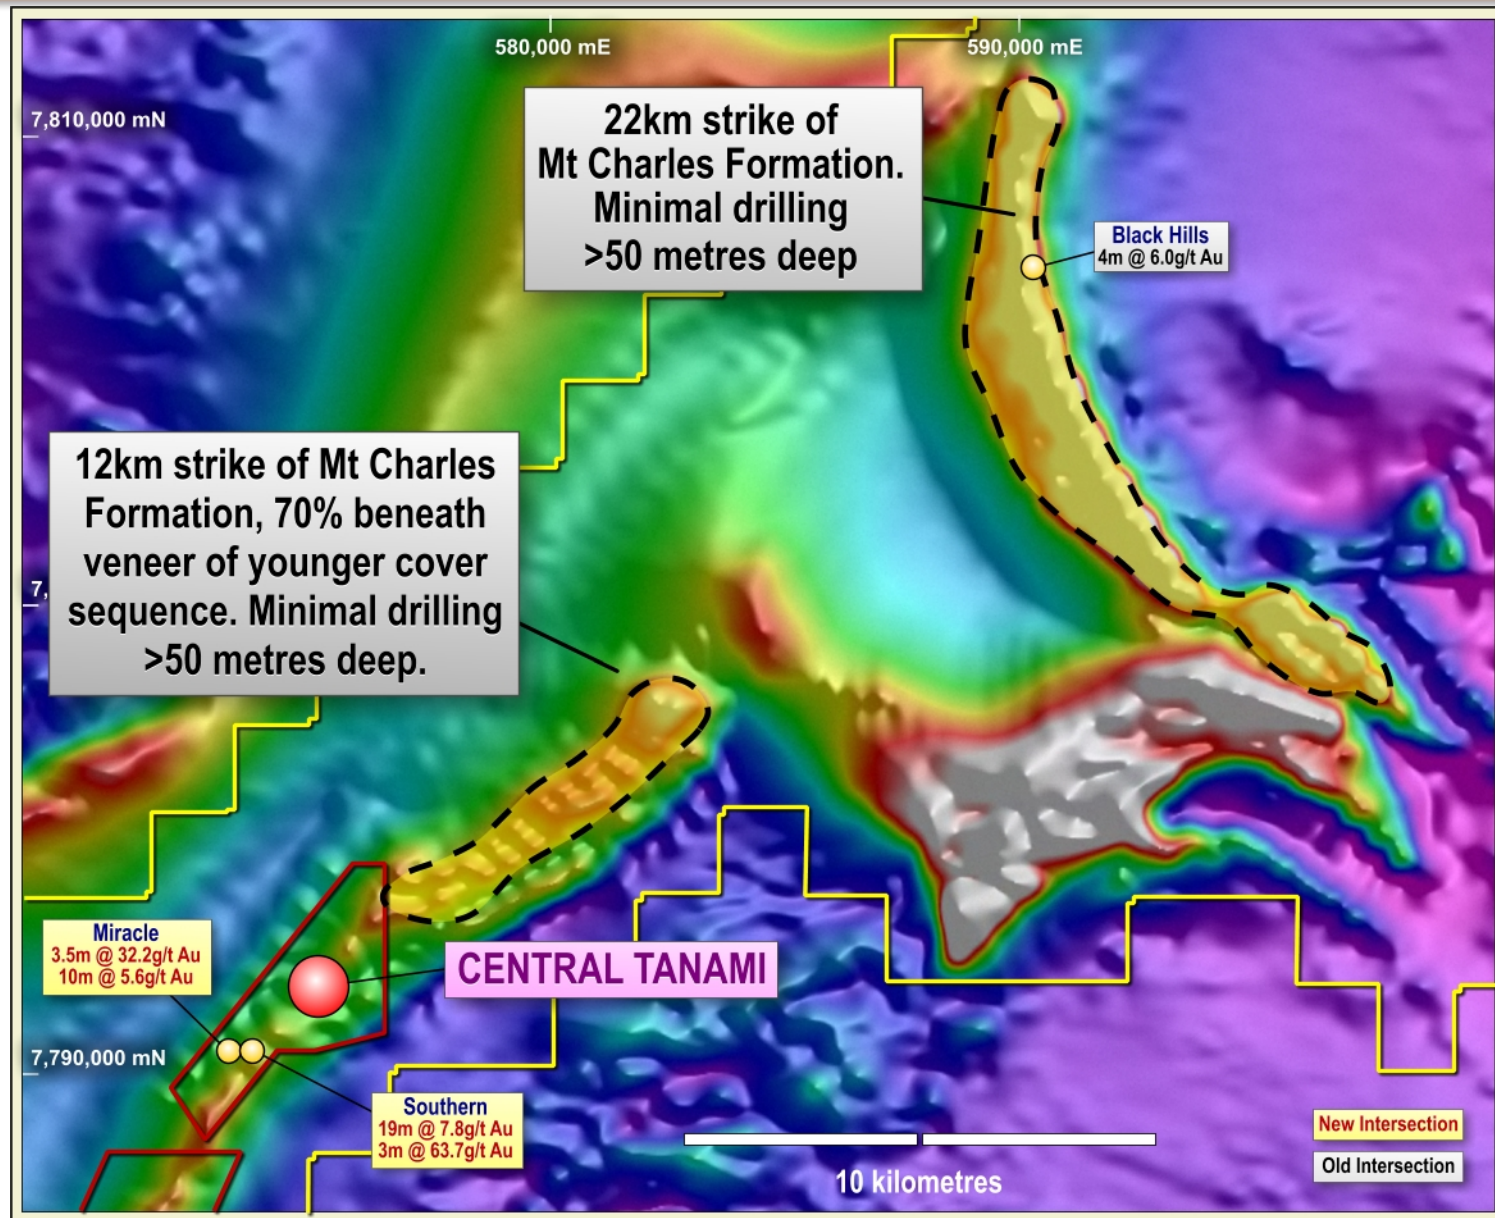 580,000 mE
590,000 mE
7,810,000 mN
22km strike of
Mt Charles Formation.
Minimal drilling
>50 metres deep
Black Hills
4m @ 6.0g/t Au
12km strike of Mt Charles
Formation, 70% beneath
veneer of younger cover
sequence. Minimal drilling
>50 metres deep.
7,
Miracle
3.5m @ 32.2g/t Au
10m @ 5.6g/t Au
CENTRAL TANAMI
7,790,000 mN
Southern
19m @ 7.8g/t Au
3m @ 63.7g/t Au
10 kilometres
New Intersection
Old Intersection